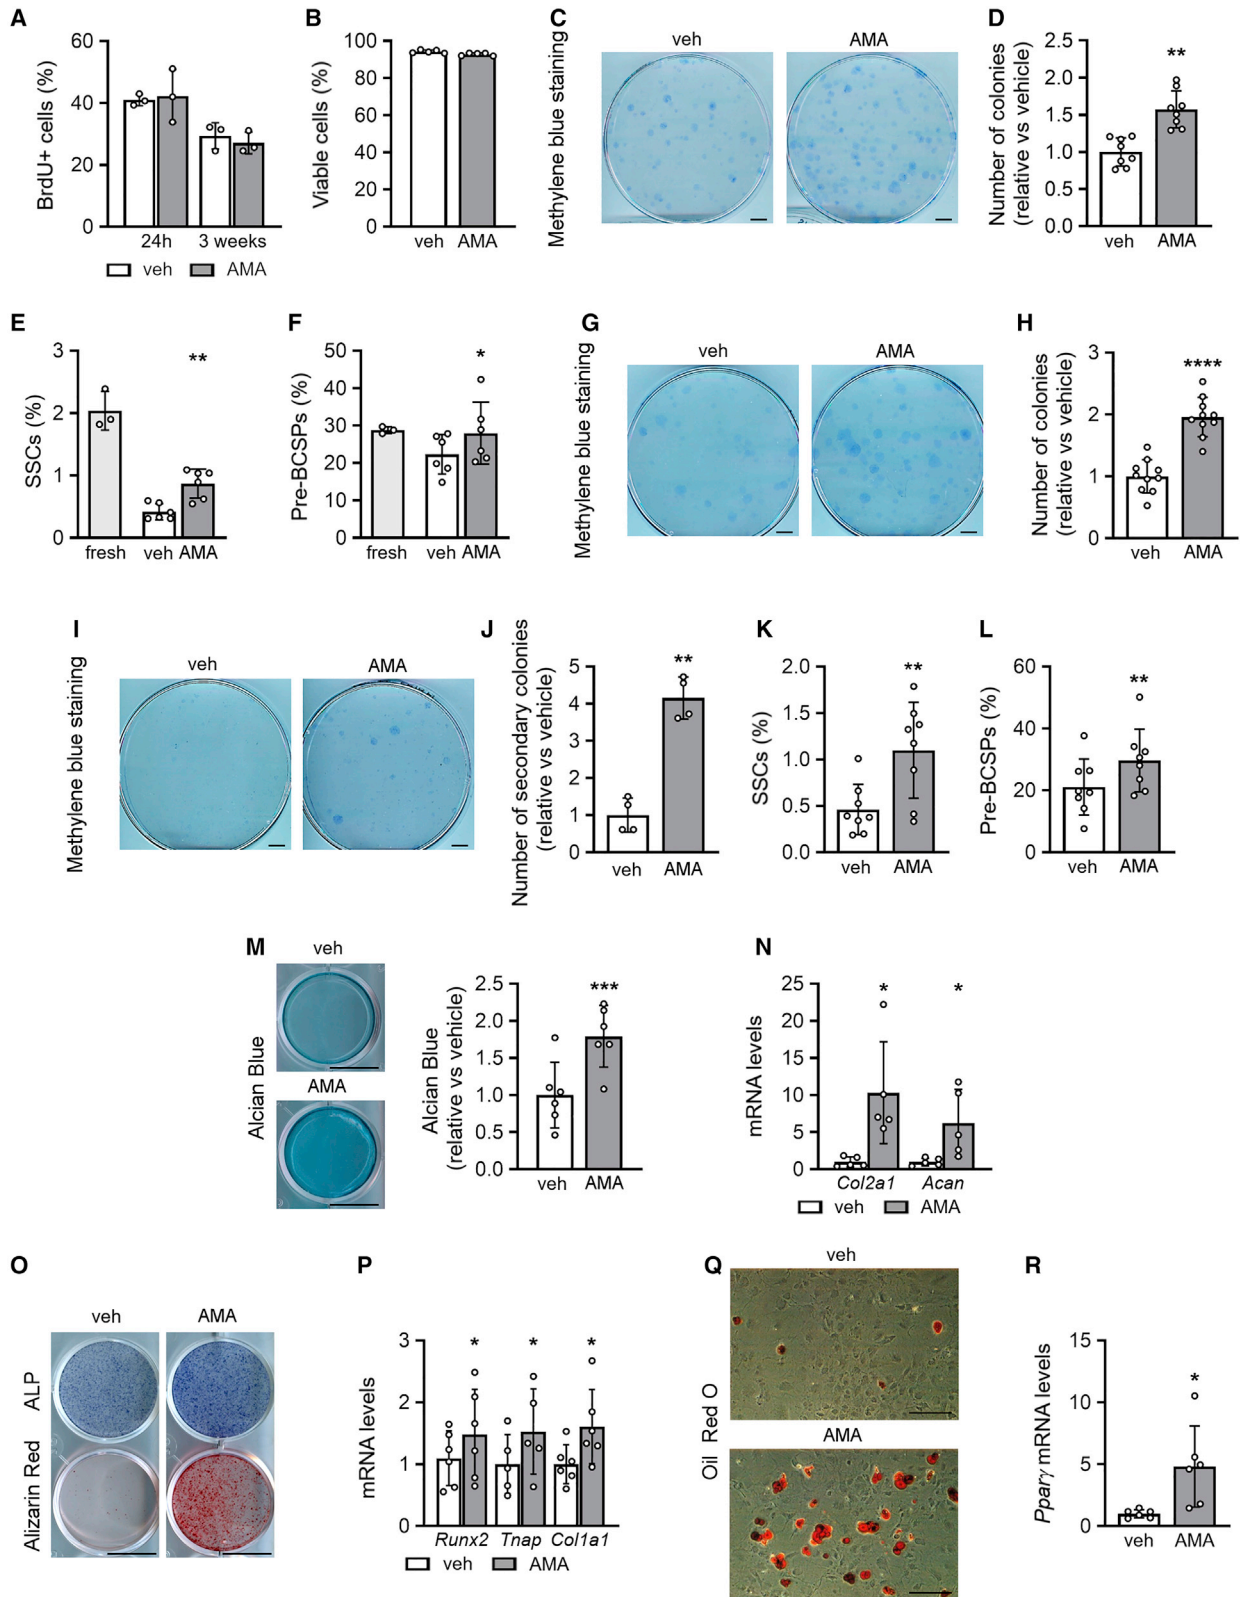 A
BrdU+ cells (%)
60
40
20
0
24h 3 weeks
veh AMA
B
Viable cells (%)
100
80
60
40
20
0
veh AMA
C
Methylene blue staining
veh AMA
D
Number of colonies
(relative vs vehicle)
2.5
2.0
1.5
1.0
0.5
0.0
**
veh AMA
E
SSCs (%)
3
2
1
0
**
fresh veh AMA
F
Pre-BCSPs (%)
50
40
30
20
10
0
*
fresh veh AMA
G
Methylene blue staining
veh AMA
H
Number of colonies
(relative vs vehicle)
3
2
1
0
****
veh AMA
I
Methylene blue staining
veh AMA
J
Number of secondary colonies
(relative vs vehicle)
5
4
3
2
1
0
**
veh AMA
K
SSCs (%)
2.0
1.5
1.0
0.5
0.0
**
veh AMA
L
Pre-BCSPs (%)
60
40
20
0
**
veh AMA
M
Alcian Blue
veh
AMA
Alcian Blue
(relative vs vehicle)
2.5
2.0
1.5
1.0
0.5
0.0
***
veh AMA
N
mRNA levels
25
20
15
10
5
0
* *
Col2a1 Acan
veh AMA
O
veh AMA
ALP
Alizarin Red
P
mRNA levels
3
2
1
0
* * *
Runx2 Tnap Col1a1
veh AMA
Q
Oil Red O
veh
AMA
R
Pparγ mRNA levels
15
10
5
0
*
veh AMA